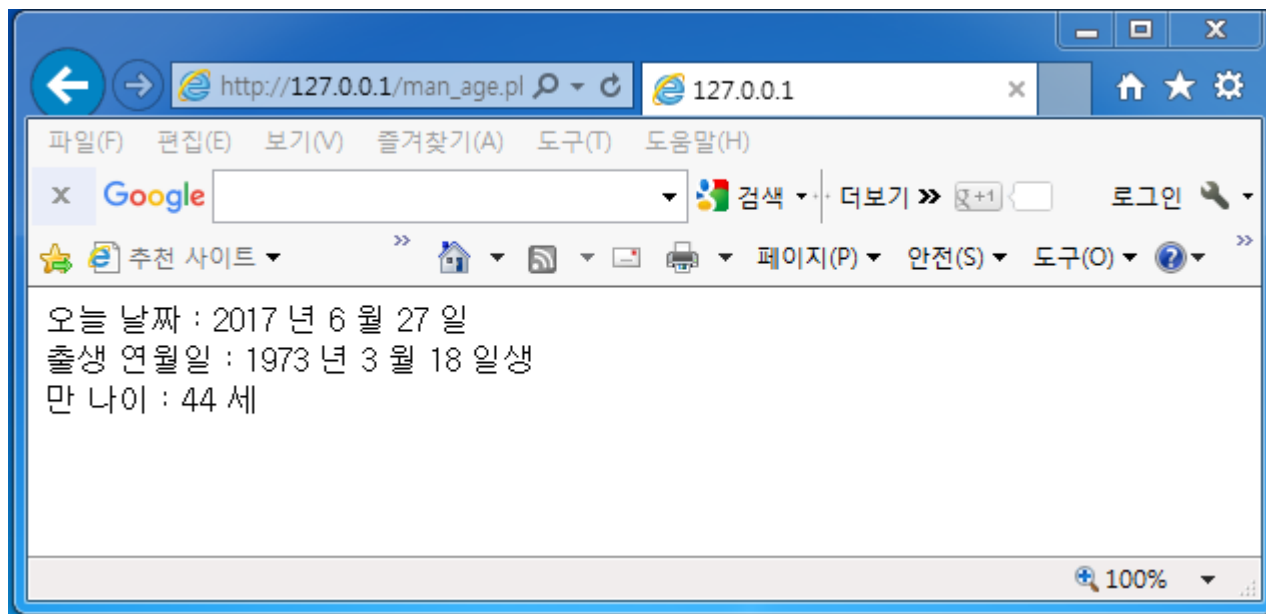 http://127.0.0.1/man_age.pl 127.0.0.1
파일(F) 편집(E) 보기(V) 즐겨찾기(A) 도구(T) 도움말(H)
x Google 검색 더보기 » g+1 로그인
추천 사이트 » 페이지(P) 안전(S) 도구(O) »
오늘 날짜 : 2017 년 6 월 27 일
출생 연월일 : 1973 년 3 월 18 일생
만 나이 : 44 세
100%